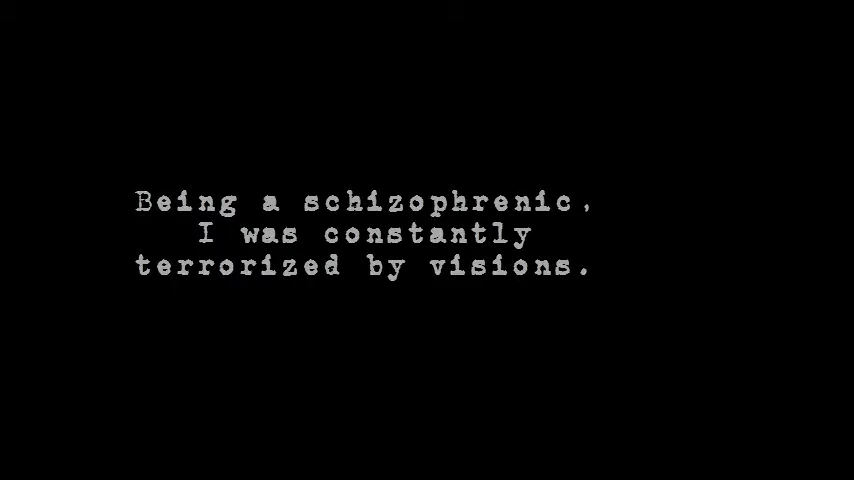 Being a schizophrenic,
I was constantly
terrorized by visions.